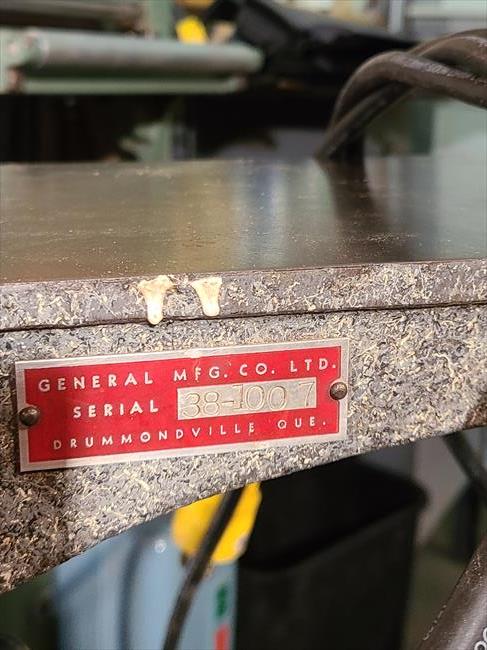 GENERAL MFG. CO. LTD.
SERIAL 38-1007
DRUMMONDVILLE QUE.